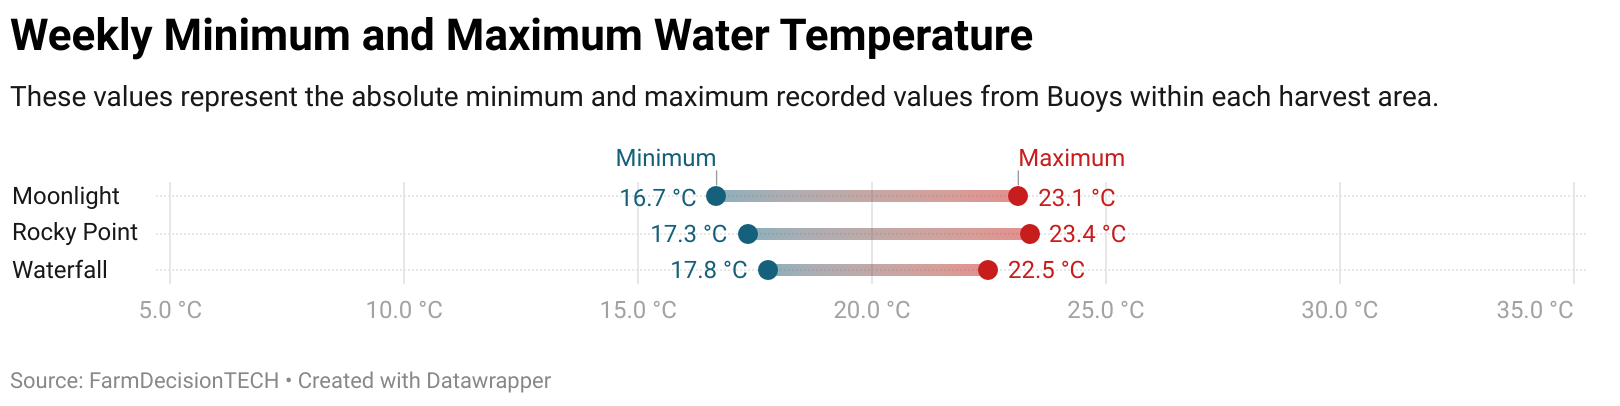 Weekly Minimum and Maximum Water Temperature
These values represent the absolute minimum and maximum recorded values from Buoys within each harvest area.
Minimum Maximum
Moonlight 16.7 °C 23.1 °C
Rocky Point 17.3 °C 23.4 °C
Waterfall 17.8 °C 22.5 °C
5.0 °C 10.0 °C 15.0 °C 20.0 °C 25.0 °C 30.0 °C 35.0 °C
Source: FarmDecisionTECH • Created with Datawrapper